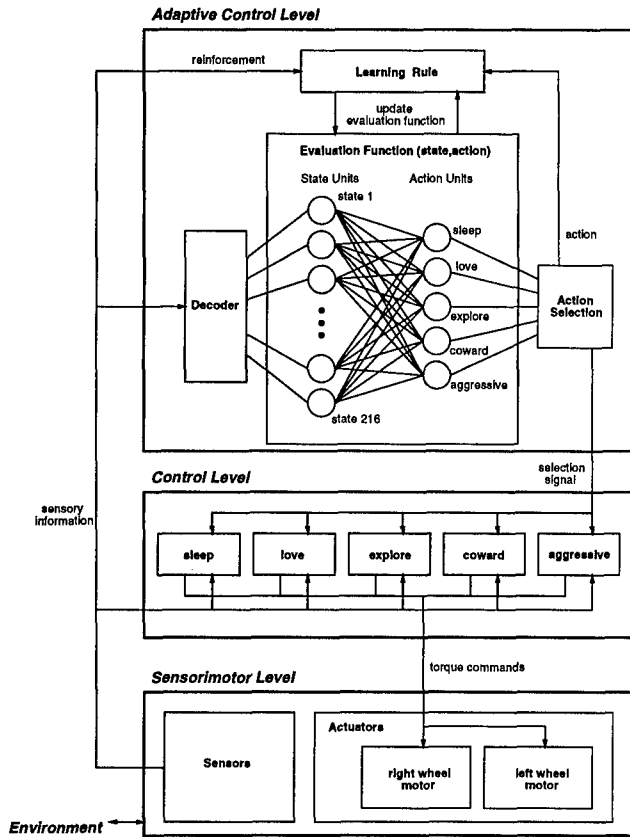 Adaptive Control Level
reinforcement
Learning Rule
update
evaluation function
Evaluation Function (state,action)
State Units
Action Units
state 1
sleep
love
explore
coward
aggressive
state 216
Decoder
action
Action
Selection
selection
signal
Control Level
sensory
information
sleep
love
explore
coward
aggressive
torque commands
Sensorimotor Level
Sensors
Actuators
right wheel
motor
left wheel
motor
Environment